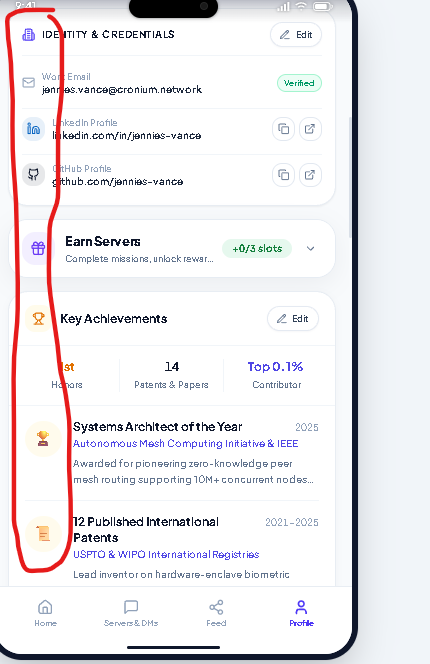 9:41
IDENTITY & CREDENTIALS
Edit
Work Email
jennies.vance@cronium.network
Verified
LinkedIn Profile
linkedin.com/in/jennies-vance
GitHub Profile
github.com/jennies-vance
Earn Servers
Complete missions, unlock rewar...
+0/3 slots
Key Achievements
Edit
1st
14
Top 0.1%
Honors
Patents & Papers
Contributor
Systems Architect of the Year
2025
Autonomous Mesh Computing Initiative & IEEE
Awarded for pioneering zero-knowledge peer
mesh routing supporting 10M+ concurrent nodes...
12 Published International
Patents
2021-2025
USPTO & WIPO International Registries
Lead inventor on hardware-enclave biometric
Home
Servers & DMs
Feed
Profile